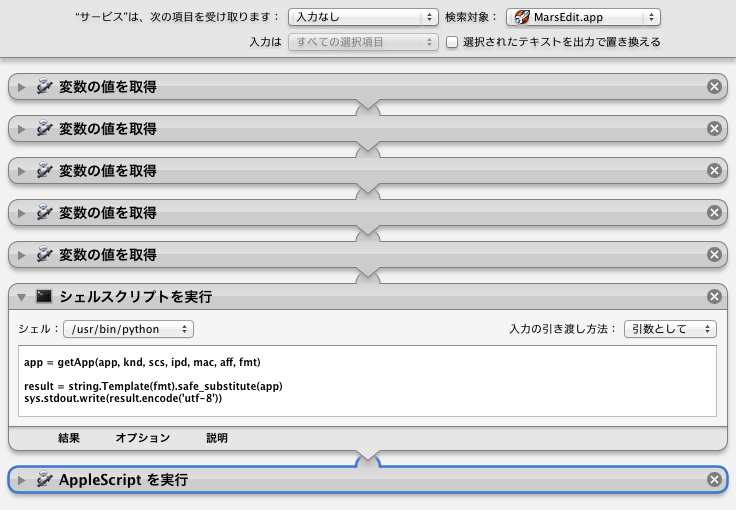 “サービス”は、次の項目を受け取ります： 入力なし 検索対象： MarsEdit.app
入力は すべての選択項目 選択されたテキストを出力で置き換える
変数の値を取得
変数の値を取得
変数の値を取得
変数の値を取得
変数の値を取得
シェルスクリプトを実行
シェル： /usr/bin/python 入力の引き渡し方法： 引数として
app = getApp(app, knd, scs, ipd, mac, aff, fmt)
result = string.Template(fmt).safe_substitute(app)
sys.stdout.write(result.encode('utf-8'))
結果 オプション 説明
AppleScript を実行